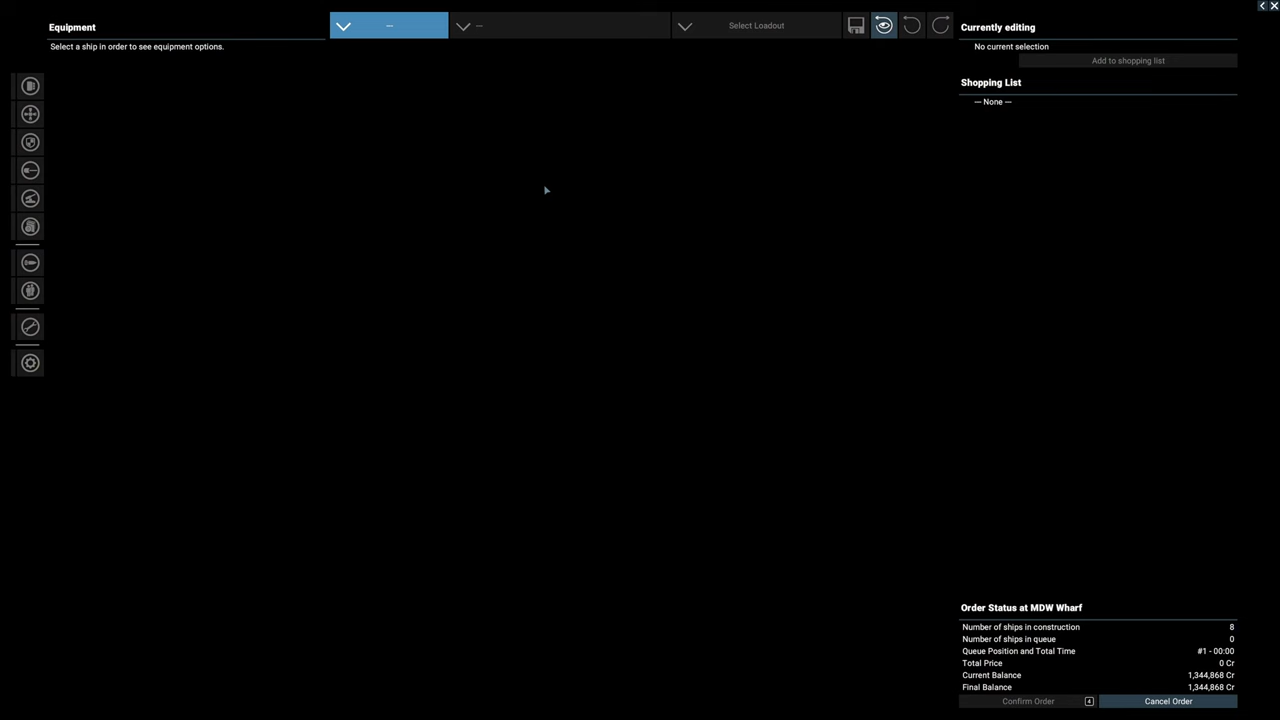 Equipment
Select a ship in order to see equipment options.
—
—
Select Loadout
Currently editing
No current selection
Add to shopping list
Shopping List
— None —
Order Status at MDW Wharf
Number of ships in construction 8
Number of ships in queue 0
Queue Position and Total Time #1 - 00:00
Total Price 0 Cr
Current Balance 1,344,868 Cr
Final Balance 1,344,868 Cr
Confirm Order 4 Cancel Order